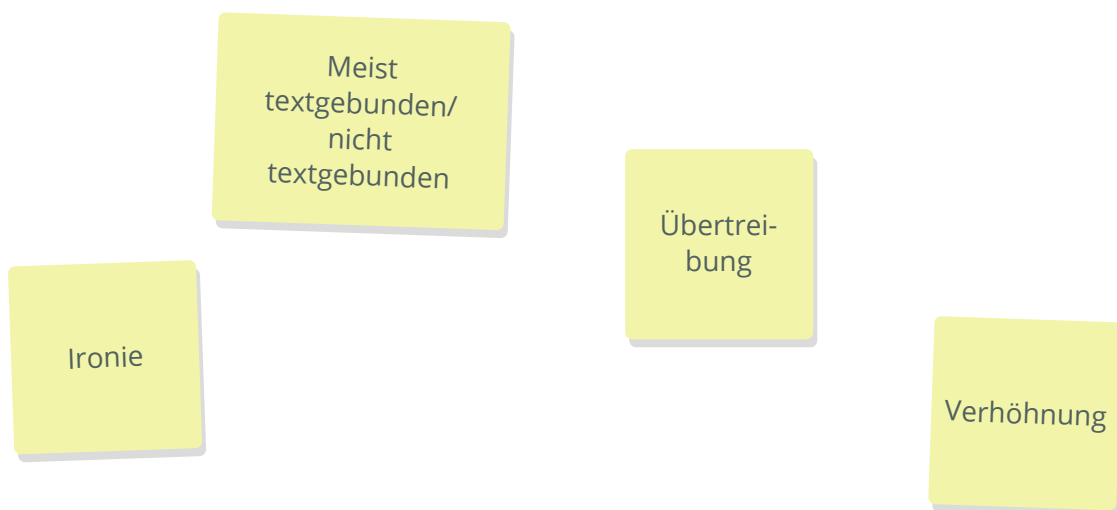 Meist
textgebunden/
nicht
textgebunden
Übertrei-
bung
Ironie
Verhöhnung